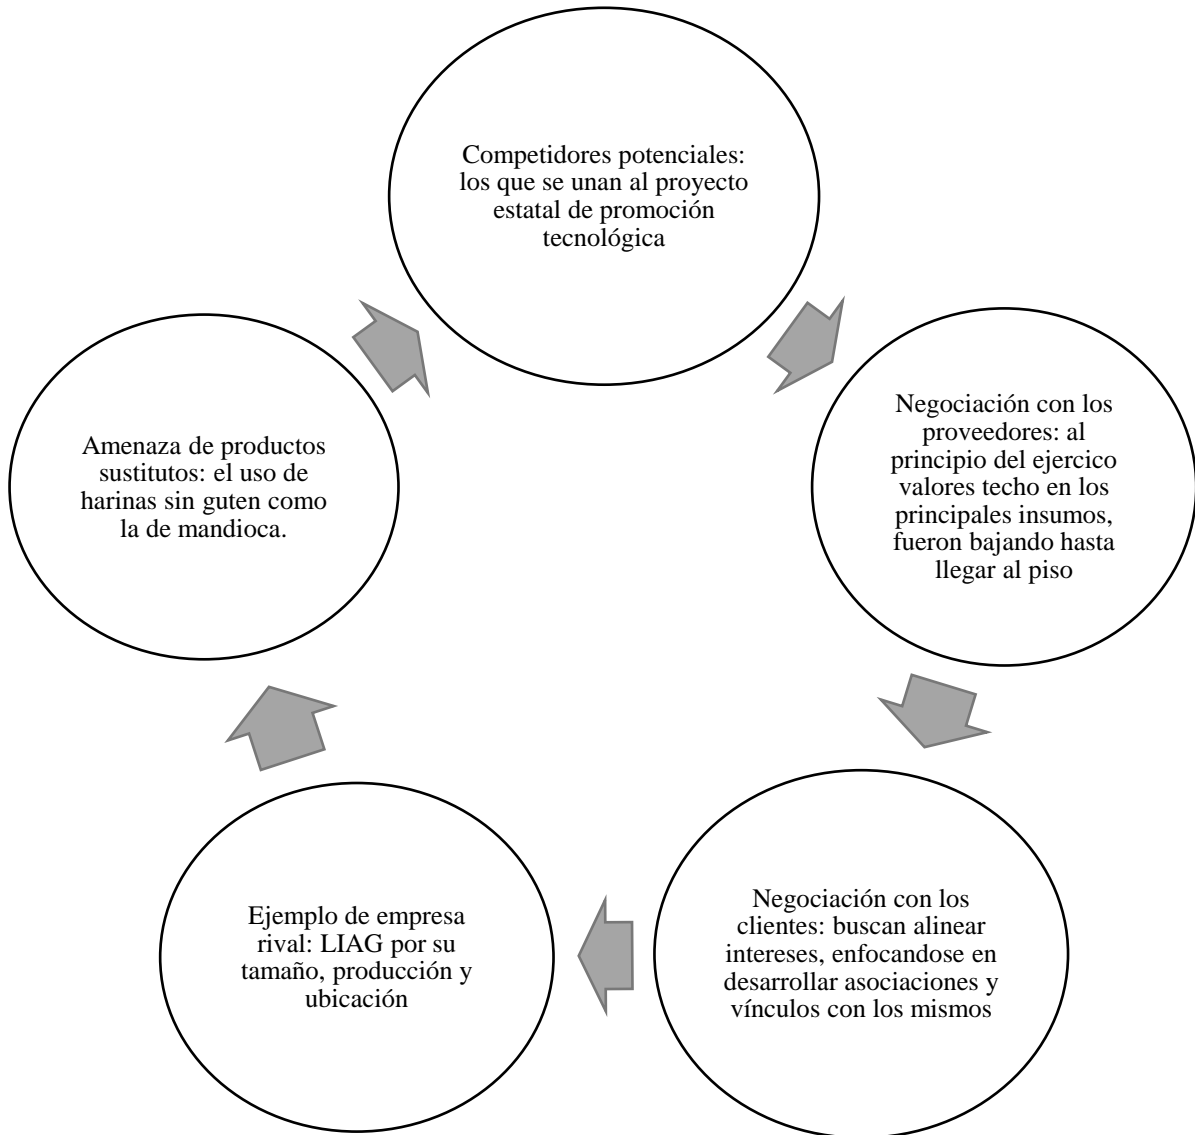 Competidores potenciales:
los que se unan al proyecto
estatal de promoción
tecnológica
Negociación con los
proveedores: al
principio del ejercico
valores techo en los
principales insumos,
fueron bajando hasta
llegar al piso
Negociación con los
clientes: buscan alinear
intereses, enfocandose en
desarrollar asociaciones y
vínculos con los mismos
Ejemplo de empresa
rival: LIAG por su
tamaño, producción y
ubicación
Amenaza de productos
sustitutos: el uso de
harinas sin guten como
la de mandioca.